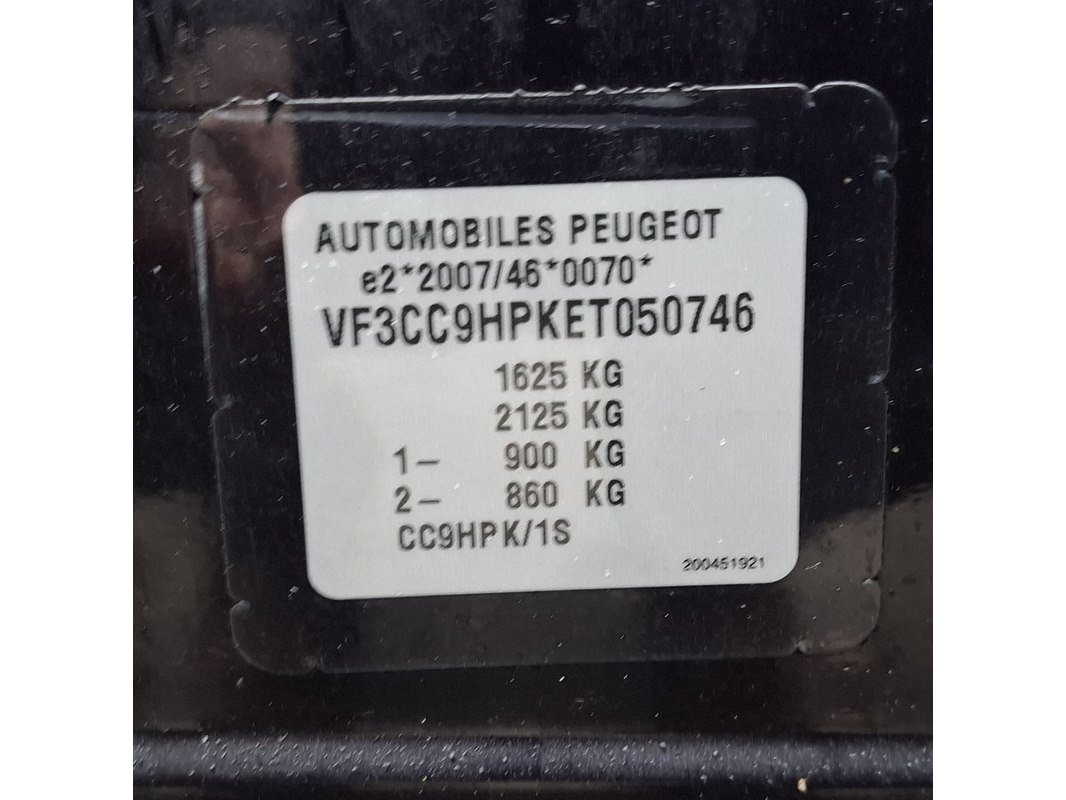 AUTOMOBILES PEUGEOT
e2*2007/46*0070*
VF3CC9HPKET050746
1625 KG
2125 KG
1- 900 KG
2- 860 KG
CC9HPK/1S
200451921